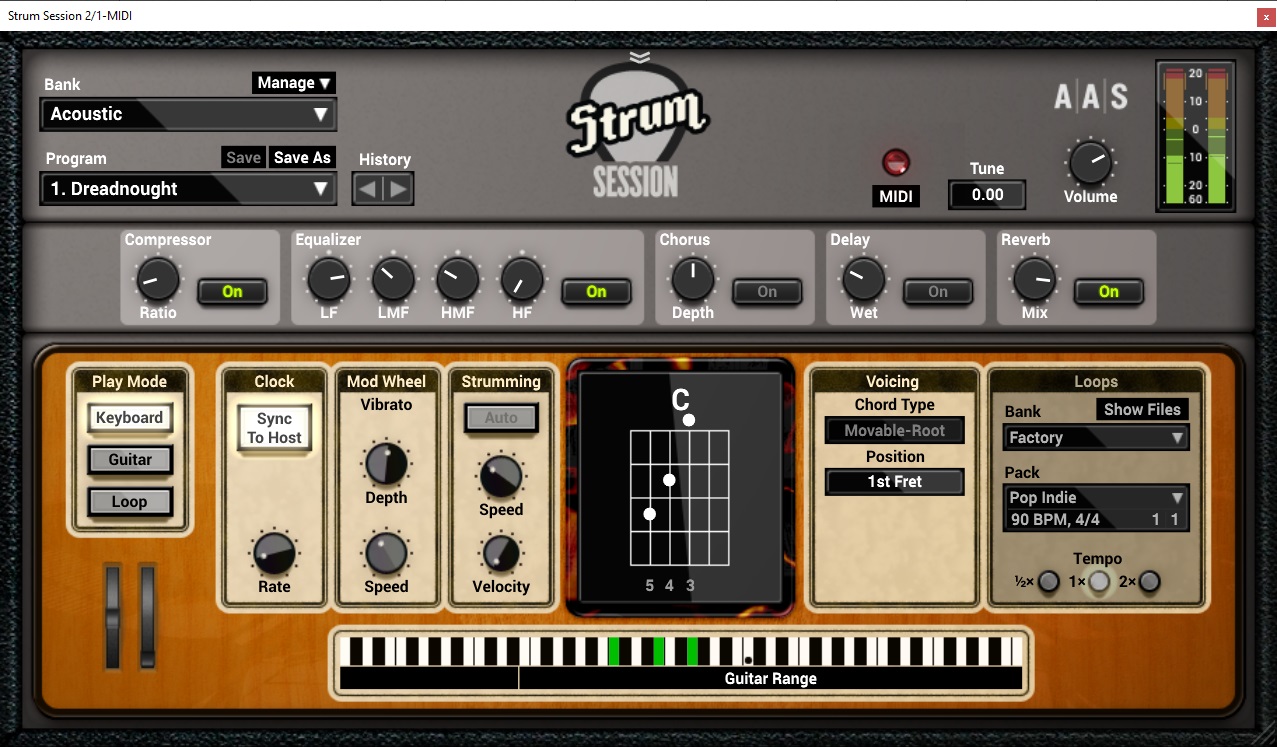 Strum Session 2/1-MIDI
x
Bank
Manage ▼
Acoustic
Program
Save
Save As
1. Dreadnought
History
Strum
SESSION
MIDI
Tune
0.00
A|A|S
Volume
20
10
0
10
20
60
Compressor
Ratio
On
Equalizer
LF
LMF
HMF
HF
On
Chorus
Depth
On
Delay
Wet
On
Reverb
Mix
On
Play Mode
Keyboard
Guitar
Loop
Clock
Sync
To Host
Rate
Mod Wheel
Vibrato
Depth
Speed
Strumming
Auto
Speed
Velocity
C
5 4 3
Voicing
Chord Type
Movable-Root
Position
1st Fret
Loops
Bank
Show Files
Factory
Pack
Pop Indie
90 BPM, 4/4 1 1
Tempo
½× 1× 2×
Guitar Range